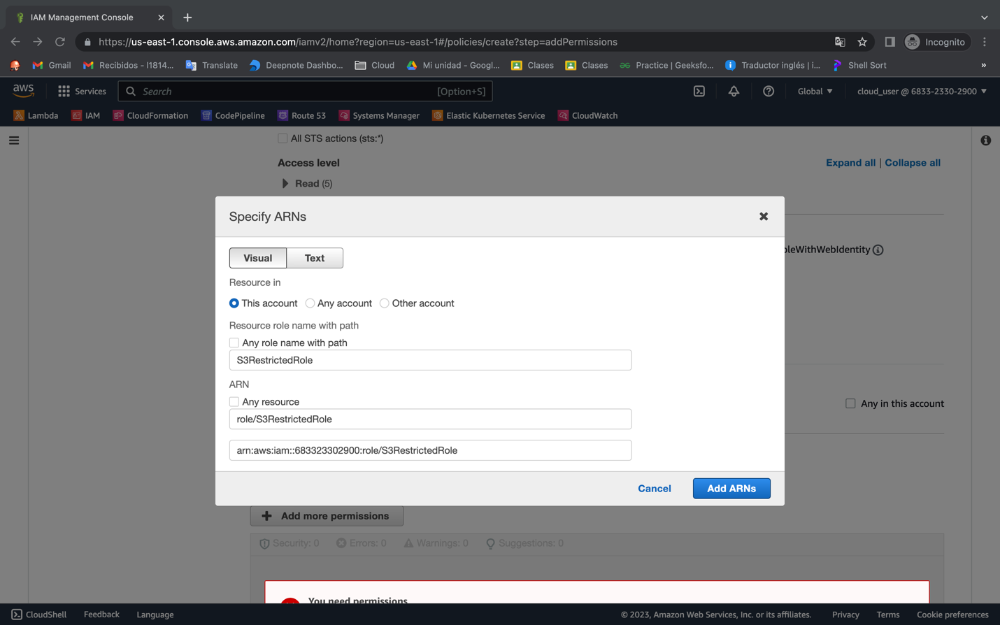 IAM Management Console
https://us-east-1.console.aws.amazon.com/iamv2/home?region=us-east-1#/policies/create?step=addPermissions
Incognito
Gmail
Recibidos - l1814...
Translate
Deepnote Dashbo...
Cloud
Mi unidad - Googl...
Clases
Clases
Practice | Geeksfo...
Traductor inglés | i...
Shell Sort
»
aws
Services
Search
[Option+S]
Global
cloud_user @ 6833-2330-2900
Lambda
IAM
CloudFormation
CodePipeline
Route 53
Systems Manager
Elastic Kubernetes Service
CloudWatch
All STS actions (sts:*)
Access level
Expand all | Collapse all
Read (5)
Specify ARNs
Visual
Text
oleWithWebIdentity
Resource in
This account
Any account
Other account
Resource role name with path
Any role name with path
S3RestrictedRole
ARN
Any resource
Any in this account
role/S3RestrictedRole
arn:aws:iam::683323302900:role/S3RestrictedRole
Cancel
Add ARNs
Add more permissions
Security: 0
Errors: 0
Warnings: 0
Suggestions: 0
You need permissions
CloudShell
Feedback
Language
© 2023, Amazon Web Services, Inc. or its affiliates.
Privacy
Terms
Cookie preferences